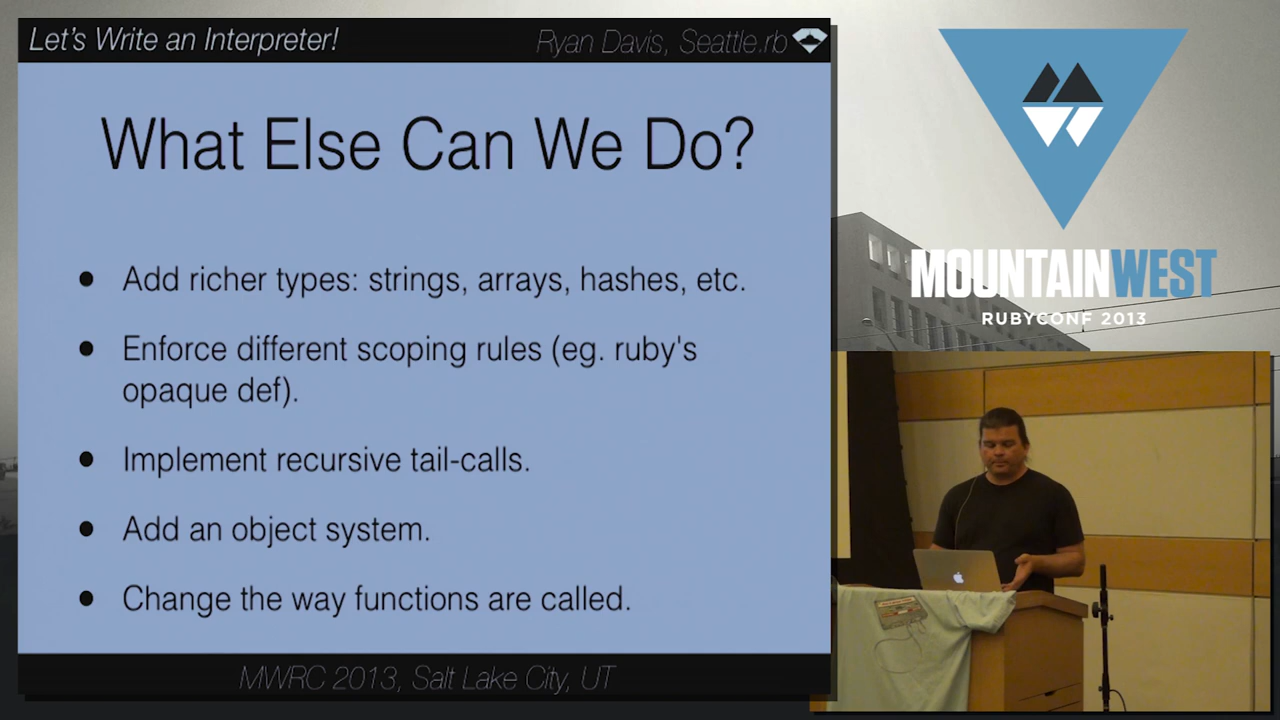 Let's Write an Interpreter!
Ryan Davis, Seattle.rb
What Else Can We Do?
● Add richer types: strings, arrays, hashes, etc.
● Enforce different scoping rules (eg. ruby's
opaque def).
● Implement recursive tail-calls.
● Add an object system.
● Change the way functions are called.
MWRC 2013, Salt Lake City, UT
MOUNTAINWEST
RUBYCONF 2013